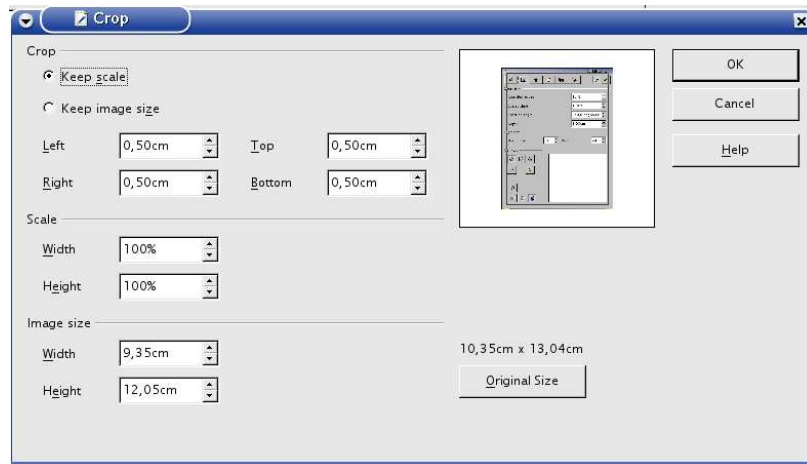 Crop
Crop
Keep scale
Keep image size
Left 0,50cm Top 0,50cm
Right 0,50cm Bottom 0,50cm
Scale
Width 100%
Height 100%
Image size
Width 9,35cm
Height 12,05cm
10,35cm x 13,04cm
Original Size
OK
Cancel
Help